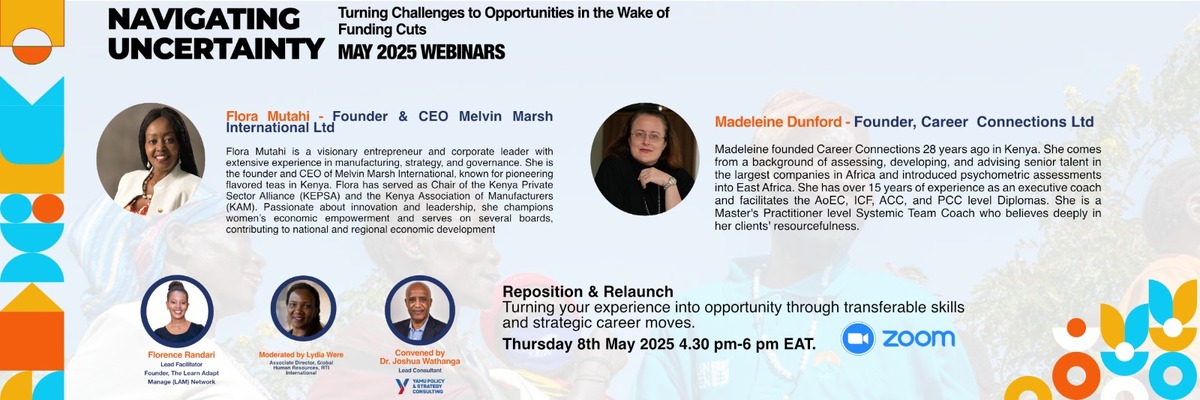 NAVIGATING
UNCERTAINTY
Turning Challenges to Opportunities in the Wake of
Funding Cuts
MAY 2025 WEBINARS
Flora Mutahi - Founder & CEO Melvin Marsh
International Ltd
Flora Mutahi is a visionary entrepreneur and corporate leader with
extensive experience in manufacturing, strategy, and governance. She is
the founder and CEO of Melvin Marsh International, known for pioneering
flavored teas in Kenya. Flora has served as Chair of the Kenya Private
Sector Alliance (KEPSA) and the Kenya Association of Manufacturers
(KAM). Passionate about innovation and leadership, she champions
women's economic empowerment and serves on several boards,
contributing to national and regional economic development
Madeleine Dunford - Founder, Career Connections Ltd
Madeleine founded Career Connections 28 years ago in Kenya. She comes
from a background of assessing, developing, and advising senior talent in
the largest companies in Africa and introduced psychometric assessments
into East Africa. She has over 15 years of experience as an executive coach
and facilitates the AoEC, ICF, ACC, and PCC level Diplomas. She is a
Master's Practitioner level Systemic Team Coach who believes deeply in
her clients' resourcefulness.
Florence Randari
Lead Facilitator
Founder, The Learn Adapt
Manage (LAM) Network
Moderated by Lydia Were
Associate Director, Global
Human Resources, RTI
International
Convened by
Dr. Joshua Wathanga
Lead Consultant
YAMU POLICY
& STRATEGY
CONSULTING
Reposition & Relaunch
Turning your experience into opportunity through transferable skills
and strategic career moves.
Thursday 8th May 2025 4.30 pm-6 pm EAT.
zoom